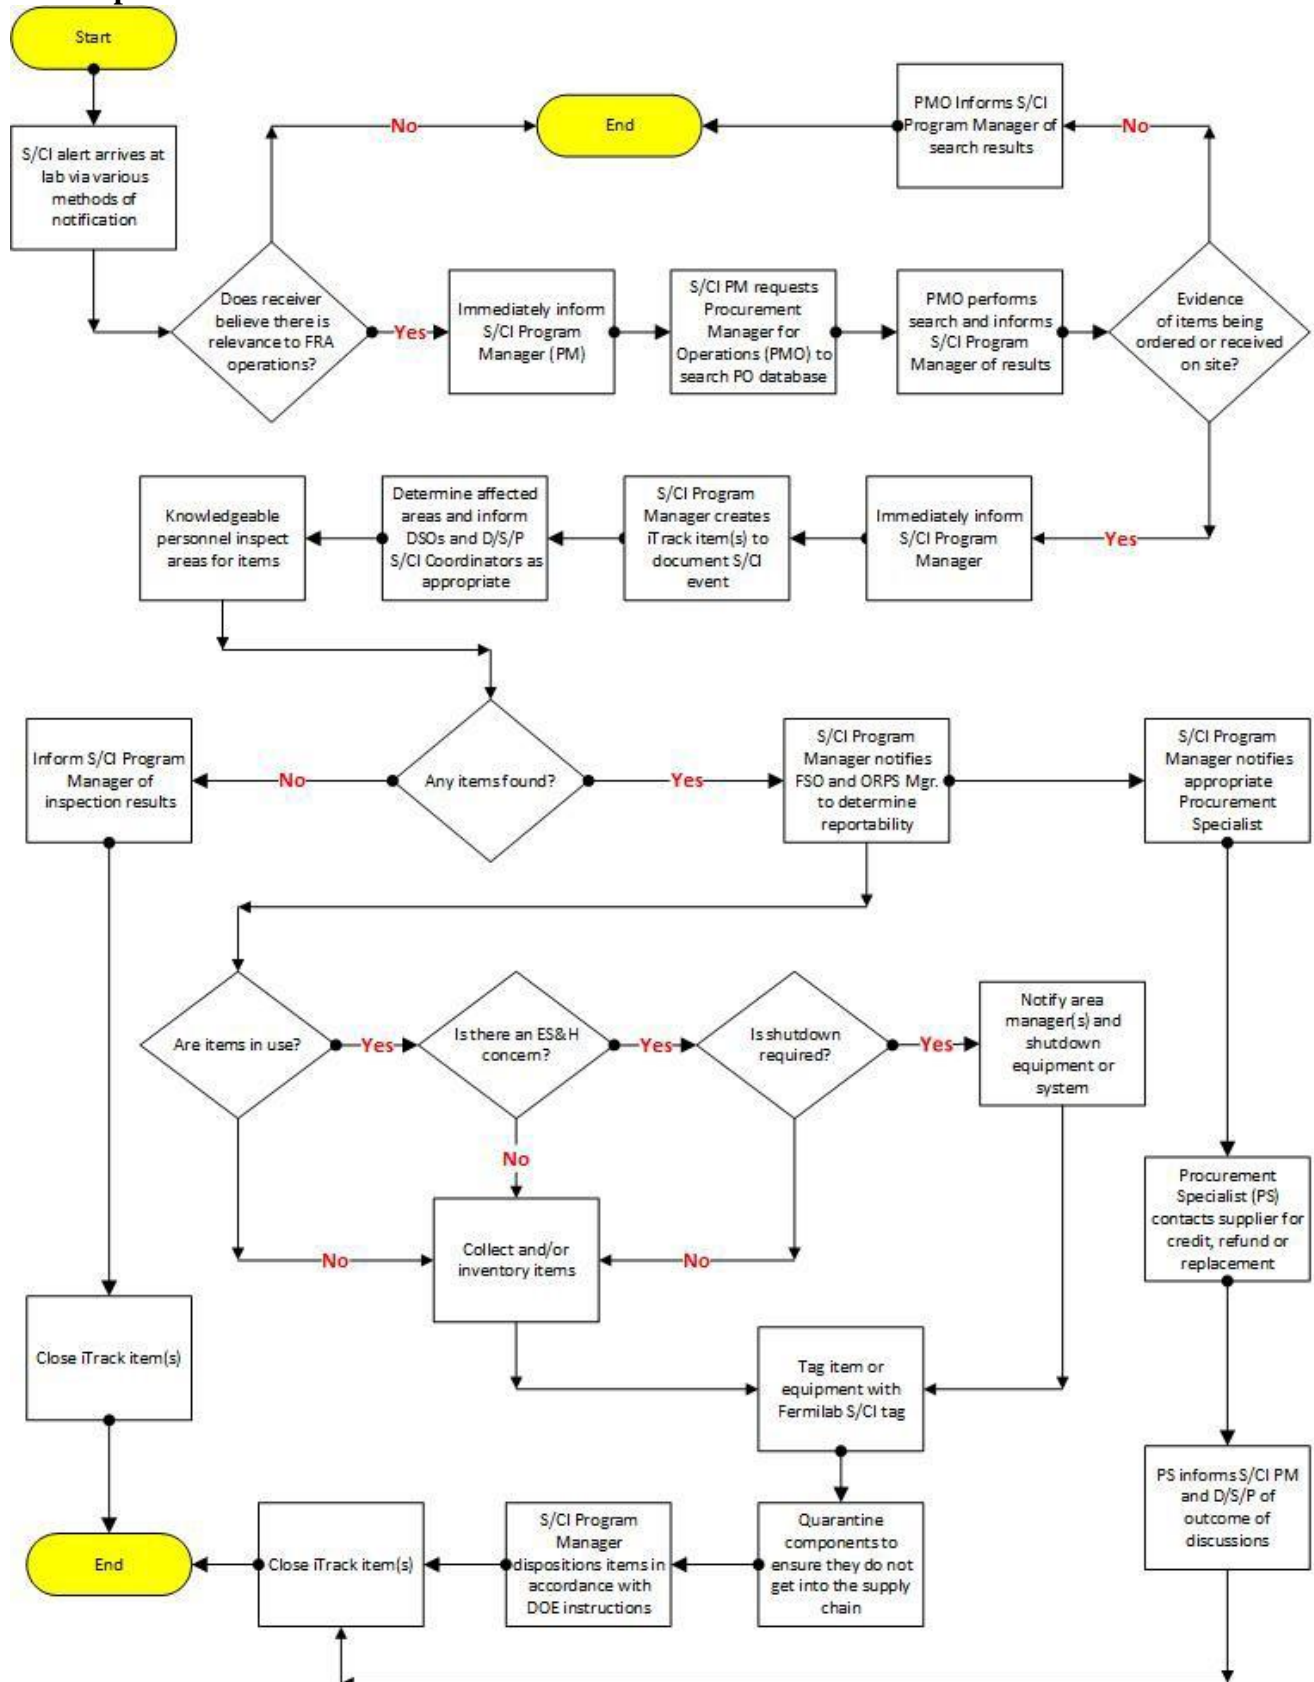 Start
S/CI alert arrives at
lab via various
methods of
notification
No
End
PMO Informs S/CI
Program Manager of
search results
No
Does receiver
believe there is
relevance to FRA
operations?
Yes
Immediately inform
S/CI Program
Manager (PM)
S/CI PM requests
Procurement
Manager for
Operations (PMO) to
search PO database
PMO performs
search and informs
S/CI Program
Manager of results
Evidence
of items being
ordered or received
on site?
Knowledgeable
personnel inspect
areas for items
Determine affected
areas and inform
DSOs and D/S/P
S/CI Coordinators as
appropriate
S/CI Program
Manager creates
iTrack item(s) to
document S/CI
event
Immediately inform
S/CI Program
Manager
Yes
Inform S/CI Program
Manager of
inspection results
No
Any items found?
Yes
S/CI Program
Manager notifies
FSO and ORPS Mgr.
to determine
reportability
S/CI Program
Manager notifies
appropriate
Procurement
Specialist
Are items in use?
Yes
Is there an ES&H
concern?
Yes
Is shutdown
required?
Yes
Notify area
manager(s) and
shutdown
equipment or
system
No
No
Collect and/or
inventory items
No
Procurement
Specialist (PS)
contacts supplier for
credit, refund or
replacement
Close iTrack item(s)
Tag item or
equipment with
Fermilab S/CI tag
PS informs S/CI PM
and D/S/P of
outcome of
discussions
End
Close iTrack item(s)
S/CI Program
Manager
dispositions items in
accordance with
DOE instructions
Quarantine
components to
ensure they do not
get into the supply
chain